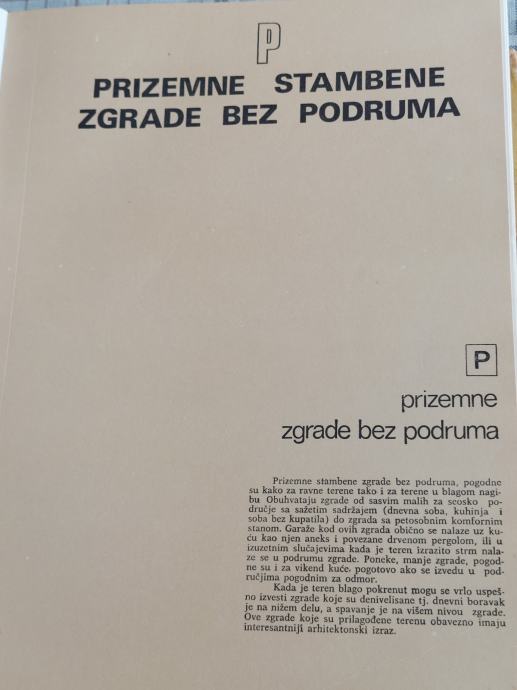 P
PRIZEMNE STAMBENE
ZGRADE BEZ PODRUMA
P
prizemne
zgrade bez podruma
Prizemne stambene zgrade bez podruma, pogodne
su kako za ravne terene tako i za terene u blagom nagi-
bu Obuhvataju zgrade od sasvim malih za seosko po-
dručje sa sažetim sadržajem (dnevna soba, kuhinja i
soba bez kupatila) do zgrada sa petosobnim komfornim
stanom. Garaže kod ovih zgrada obično se nalaze uz ku-
ću kao njen aneks i povezane drvenom pergolom, ili u
izuzetnim slučajevima kada je teren izrazito strm nala-
ze se u podrumu zgrade. Poneke, manje zgrade, pogod-
ne su i za vikend kuće, pogotovo ako se izvedu u pod-
ručjima pogodnim za odmor.
Kada je teren blago pokrenut mogu se vrlo uspeš-
no izvesti zgrade koje su denivelisane tj. dnevni boravak
je na nižem delu, a spavanje je na višem nivou zgrade.
Ove zgrade koje su prilagođene terenu obavezno imaju
interesantniji arhitektonski izraz.